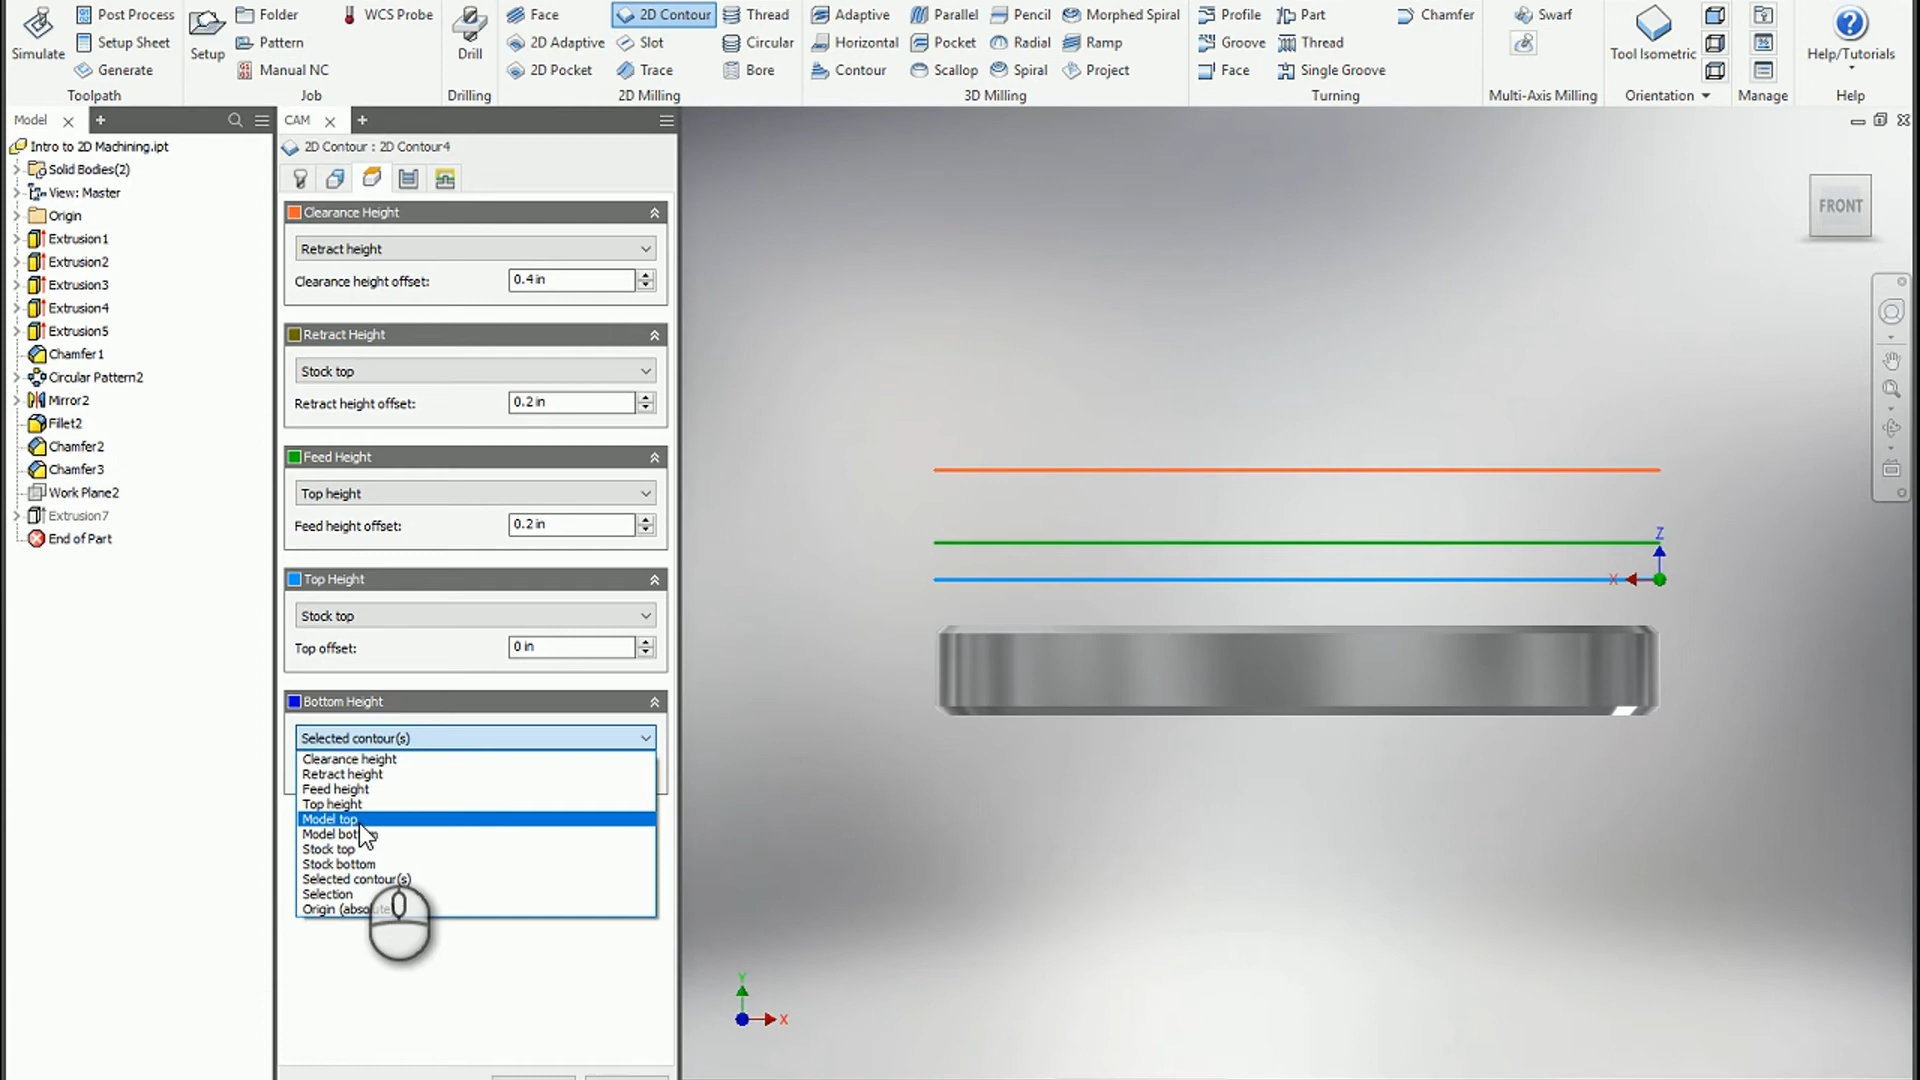 Simulate
Post Process
Setup Sheet
Generate
Toolpath
Setup
Folder
Pattern
Manual NC
Job
WCS Probe
Drill
Drilling
Face
2D Adaptive
2D Pocket
2D Contour
Slot
Trace
Thread
Circular
Bore
2D Milling
Adaptive
Horizontal
Contour
Parallel
Pocket
Scallop
Pencil
Radial
Spiral
Morphed Spiral
Ramp
Project
3D Milling
Profile
Groove
Face
Part
Thread
Single Groove
Chamfer
Turning
Swarf
Multi-Axis Milling
Tool Isometric
Orientation
Manage
Help/Tutorials
Help
Model
Intro to 2D Machining.ipt
Solid Bodies(2)
View: Master
Origin
Extrusion1
Extrusion2
Extrusion3
Extrusion4
Extrusion5
Chamfer1
Circular Pattern2
Mirror2
Fillet2
Chamfer2
Chamfer3
Work Plane2
Extrusion7
End of Part
CAM
2D Contour : 2D Contour4
Clearance Height
Retract height
Clearance height offset: 0.4 in
Retract Height
Stock top
Retract height offset: 0.2 in
Feed Height
Top height
Feed height offset: 0.2 in
Top Height
Stock top
Top offset: 0 in
Bottom Height
Selected contour(s)
Clearance height
Retract height
Feed height
Top height
Model top
Model
Stock top
Stock bottom
Selected contour(s)
Selection
Origin
FRONT
Z
X
Y
X